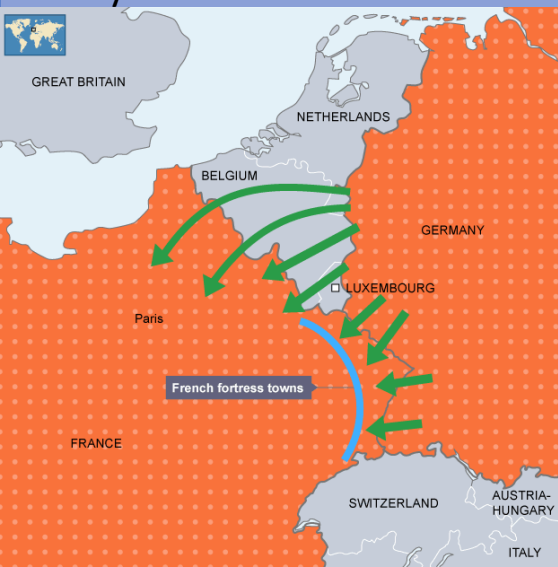 GREAT BRITAIN
NETHERLANDS
BELGIUM
GERMANY
LUXEMBOURG
Paris
French fortress towns
FRANCE
SWITZERLAND
AUSTRIA-
HUNGARY
ITALY